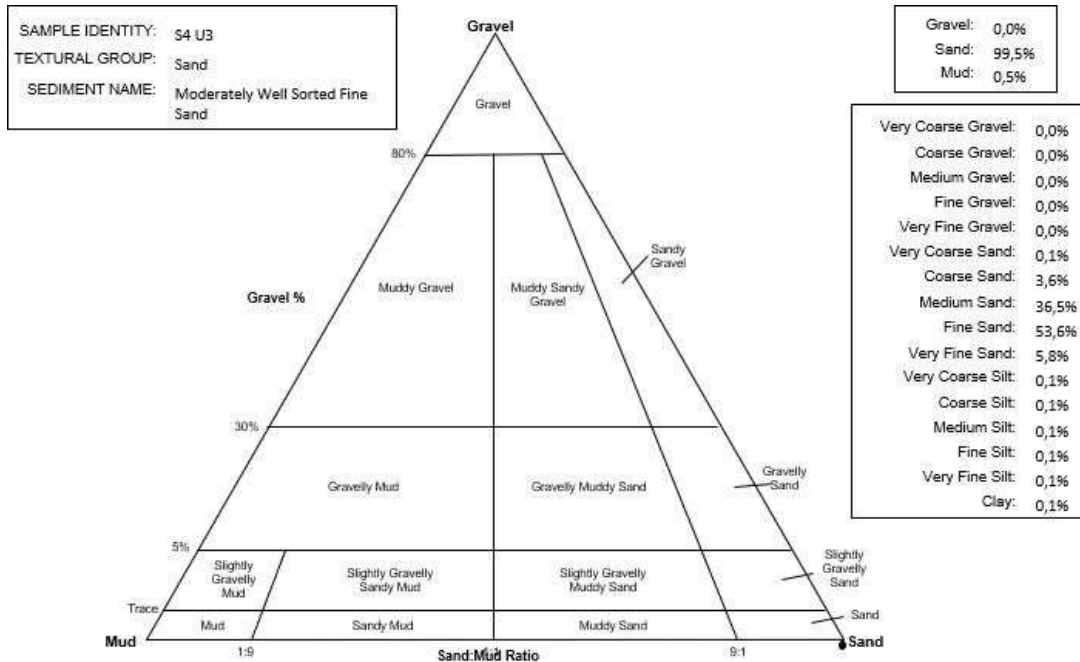 SAMPLE IDENTITY: S4 U3
TEXTURAL GROUP: Sand
SEDIMENT NAME: Moderately Well Sorted Fine
Sand
Gravel: 0,0%
Sand: 99,5%
Mud: 0,5%
Very Coarse Gravel: 0,0%
Coarse Gravel: 0,0%
Medium Gravel: 0,0%
Fine Gravel: 0,0%
Very Fine Gravel: 0,0%
Very Coarse Sand: 0,1%
Coarse Sand: 3,6%
Medium Sand: 36,5%
Fine Sand: 53,6%
Very Fine Sand: 5,8%
Very Coarse Silt: 0,1%
Coarse Silt: 0,1%
Medium Silt: 0,1%
Fine Silt: 0,1%
Very Fine Silt: 0,1%
Clay: 0,1%
Gravel
Gravel
80%
Sandy
Gravel
Muddy Gravel
Muddy Sandy
Gravel
Gravel %
30%
Gravelly Mud
Gravelly Muddy Sand
Gravelly
Sand
5%
Slightly
Gravelly
Mud
Slightly Gravelly
Sandy Mud
Slightly Gravelly
Muddy Sand
Slightly
Gravelly
Sand
Trace
Mud
Sandy Mud
Muddy Sand
Sand
Mud
Sand
1:9
Sand:Mud Ratio
9:1